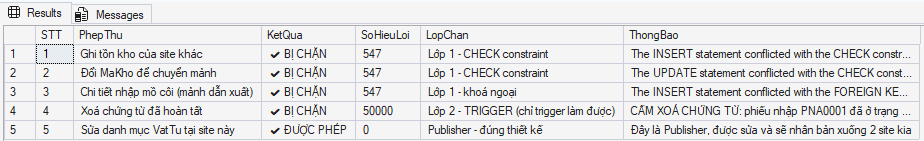 Results Messages
STT PhepThu KetQua SoHieuLoi LopChan ThongBao
1 1 Ghi tồn kho của site khác ✔ BỊ CHẶN 547 Lớp 1 - CHECK constraint The INSERT statement conflicted with the CHECK constr...
2 2 Đổi MaKho để chuyển mảnh ✔ BỊ CHẶN 547 Lớp 1 - CHECK constraint The UPDATE statement conflicted with the CHECK const...
3 3 Chi tiết nhập mồ côi (mảnh dẫn xuất) ✔ BỊ CHẶN 547 Lớp 1 - khoá ngoại The INSERT statement conflicted with the FOREIGN KE...
4 4 Xoá chứng từ đã hoàn tất ✔ BỊ CHẶN 50000 Lớp 2 - TRIGGER (chỉ trigger làm được) CẤM XOÁ CHỨNG TỪ: phiếu nhập PNA0001 đã ở trạng ...
5 5 Sửa danh mục VatTu tại site này ✔ ĐƯỢC PHÉP 0 Publisher - đúng thiết kế Đây là Publisher, được sửa và sẽ nhân bản xuống 2 site kia